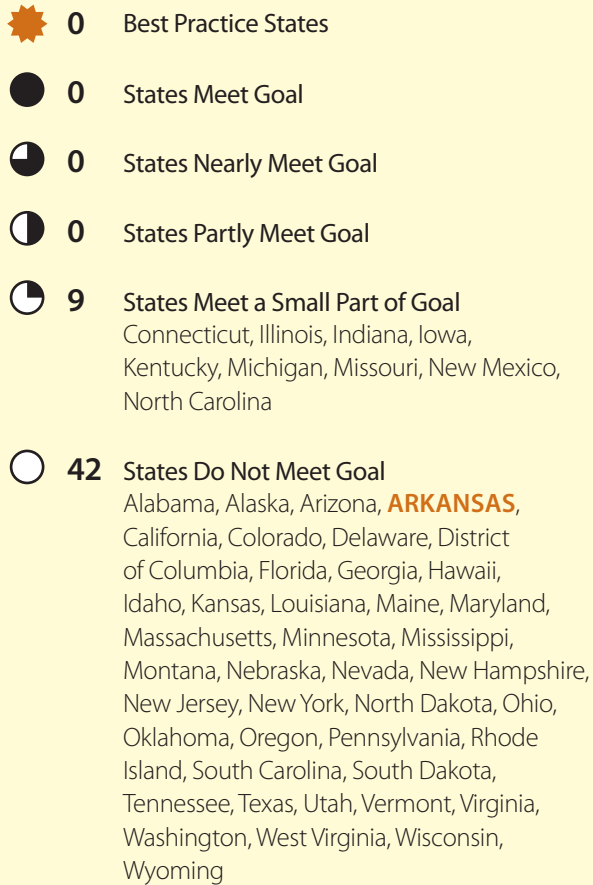 0 Best Practice States
0 States Meet Goal
0 States Nearly Meet Goal
0 States Partly Meet Goal
9 States Meet a Small Part of Goal
Connecticut, Illinois, Indiana, Iowa,
Kentucky, Michigan, Missouri, New Mexico,
North Carolina
42 States Do Not Meet Goal
Alabama, Alaska, Arizona, ARKANSAS,
California, Colorado, Delaware, District
of Columbia, Florida, Georgia, Hawaii,
Idaho, Kansas, Louisiana, Maine, Maryland,
Massachusetts, Minnesota, Mississippi,
Montana, Nebraska, Nevada, New Hampshire,
New Jersey, New York, North Dakota, Ohio,
Oklahoma, Oregon, Pennsylvania, Rhode
Island, South Carolina, South Dakota,
Tennessee, Texas, Utah, Vermont, Virginia,
Washington, West Virginia, Wisconsin,
Wyoming